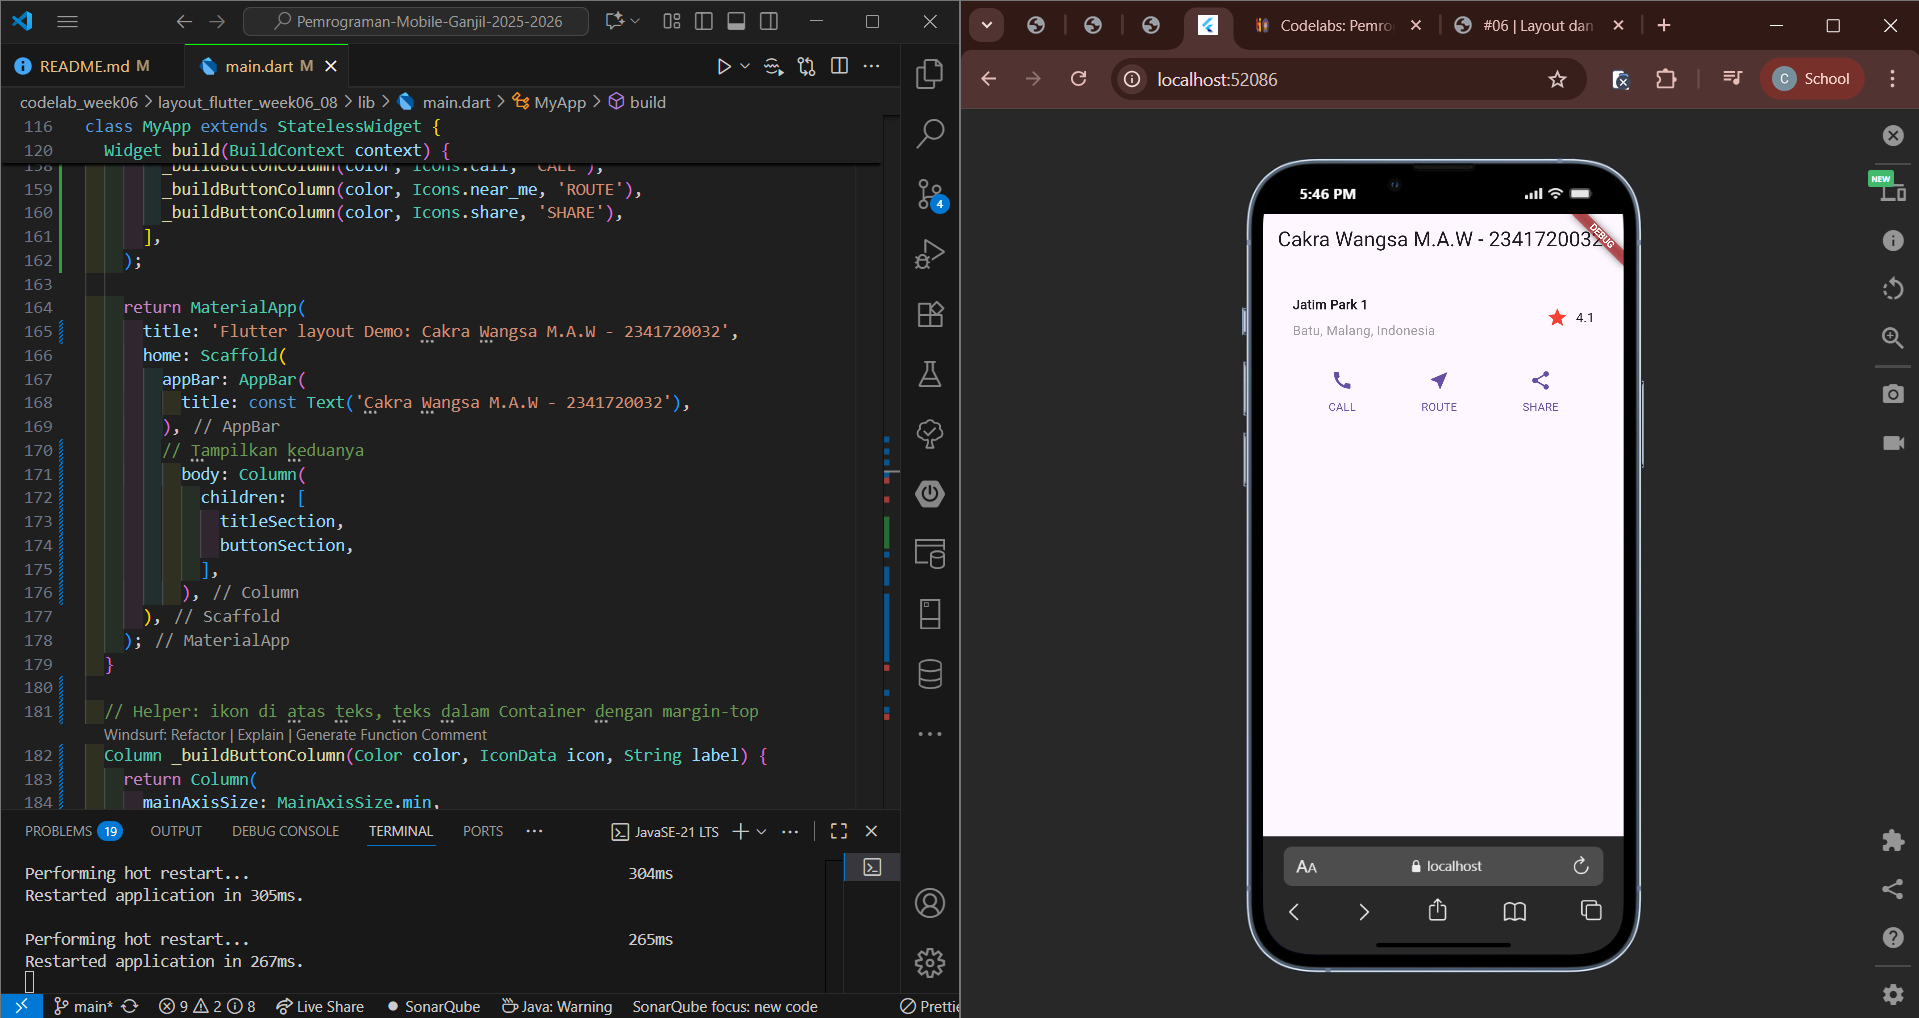 Pemrograman-Mobile-Ganjil-2025-2026
README.md M
main.dart M
codelab_week06 > layout_flutter_week06_08 > lib > main.dart > MyApp > build
116 class MyApp extends StatelessWidget {
120 Widget build(BuildContext context) {
158 _buildButtonColumn(color, Icons.call, 'CALL'),
159 _buildButtonColumn(color, Icons.near_me, 'ROUTE'),
160 _buildButtonColumn(color, Icons.share, 'SHARE'),
161 ],
162 );
163
164 return MaterialApp(
165 title: 'Flutter layout Demo: Cakra Wangsa M.A.W - 2341720032',
166 home: Scaffold(
167 appBar: AppBar(
168 title: const Text('Cakra Wangsa M.A.W - 2341720032'),
169 ), // AppBar
170 // Tampilkan keduanya
171 body: Column(
172 children: [
173 titleSection,
174 buttonSection,
175 ],
176 ), // Column
177 ), // Scaffold
178 ); // MaterialApp
179 }
180
181 // Helper: ikon di atas teks, teks dalam Container dengan margin-top
Windsurf: Refactor | Explain | Generate Function Comment
182 Column _buildButtonColumn(Color color, IconData icon, String label) {
183 return Column(
184 mainAxisSize: MainAxisSize.min,
4
PROBLEMS 19 OUTPUT DEBUG CONSOLE TERMINAL PORTS JavaSE-21 LTS
Performing hot restart... 304ms
Restarted application in 305ms.
Performing hot restart... 265ms
Restarted application in 267ms.
main* 9 2 8 Live Share SonarQube Java: Warning SonarQube focus: new code Prettie
Codelabs: Pemro
#06 | Layout dan
localhost:52086
C School
NEW
5:46 PM
Cakra Wangsa M.A.W - 2341720032
DEBUG
Jatim Park 1
Batu, Malang, Indonesia
4.1
CALL ROUTE SHARE
AA localhost